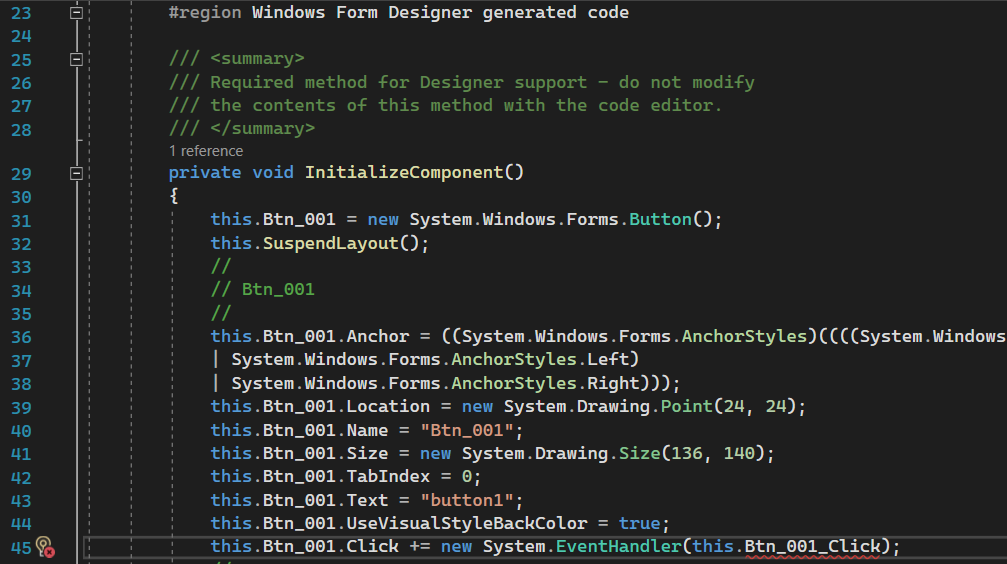 23 #region Windows Form Designer generated code
24
25 /// <summary>
26 /// Required method for Designer support - do not modify
27 /// the contents of this method with the code editor.
28 /// </summary>
1 reference
29 private void InitializeComponent()
30 {
31 this.Btn_001 = new System.Windows.Forms.Button();
32 this.SuspendLayout();
33 //
34 // Btn_001
35 //
36 this.Btn_001.Anchor = ((System.Windows.Forms.AnchorStyles)((((System.Windows
37 | System.Windows.Forms.AnchorStyles.Left)
38 | System.Windows.Forms.AnchorStyles.Right)));
39 this.Btn_001.Location = new System.Drawing.Point(24, 24);
40 this.Btn_001.Name = "Btn_001";
41 this.Btn_001.Size = new System.Drawing.Size(136, 140);
42 this.Btn_001.TabIndex = 0;
43 this.Btn_001.Text = "button1";
44 this.Btn_001.UseVisualStyleBackColor = true;
45 this.Btn_001.Click += new System.EventHandler(this.Btn_001_Click);